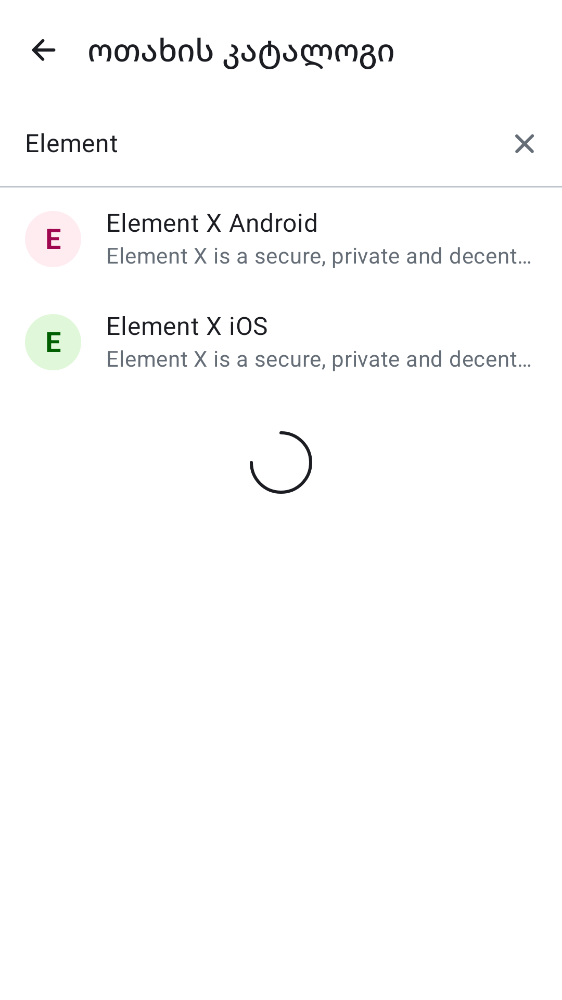 ოთახის კატალოგი
Element
E
Element X Android
Element X is a secure, private and decent…
E
Element X iOS
Element X is a secure, private and decent…